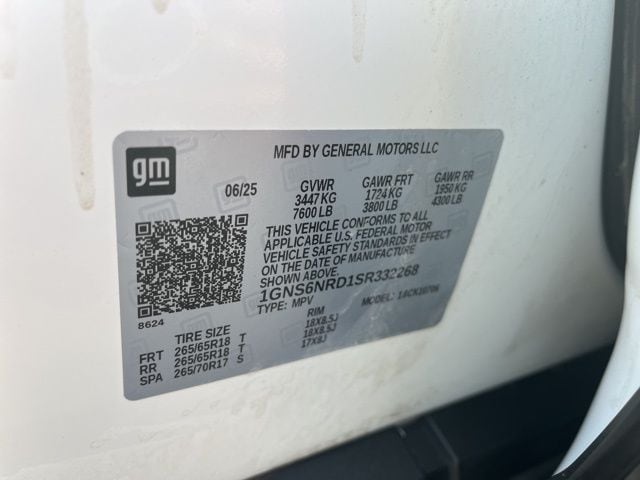 gm
MFD BY GENERAL MOTORS LLC
06/25 GVWR GAWR FRT GAWR RR
3447 KG 1724 KG 1950 KG
7600 LB 3800 LB 4300 LB
THIS VEHICLE CONFORMS TO ALL
APPLICABLE U.S. FEDERAL MOTOR
VEHICLE SAFETY STANDARDS IN EFFECT
ON THE DATE OF MANUFACTURE
SHOWN ABOVE.
1GNS6NRD1SR332268
TYPE: MPV MODEL: 14CK10706
8624
TIRE SIZE RIM
FRT 265/65R18 T 18X8.5J
RR 265/65R18 T 18X8.5J
SPA 265/70R17 S 17X8J